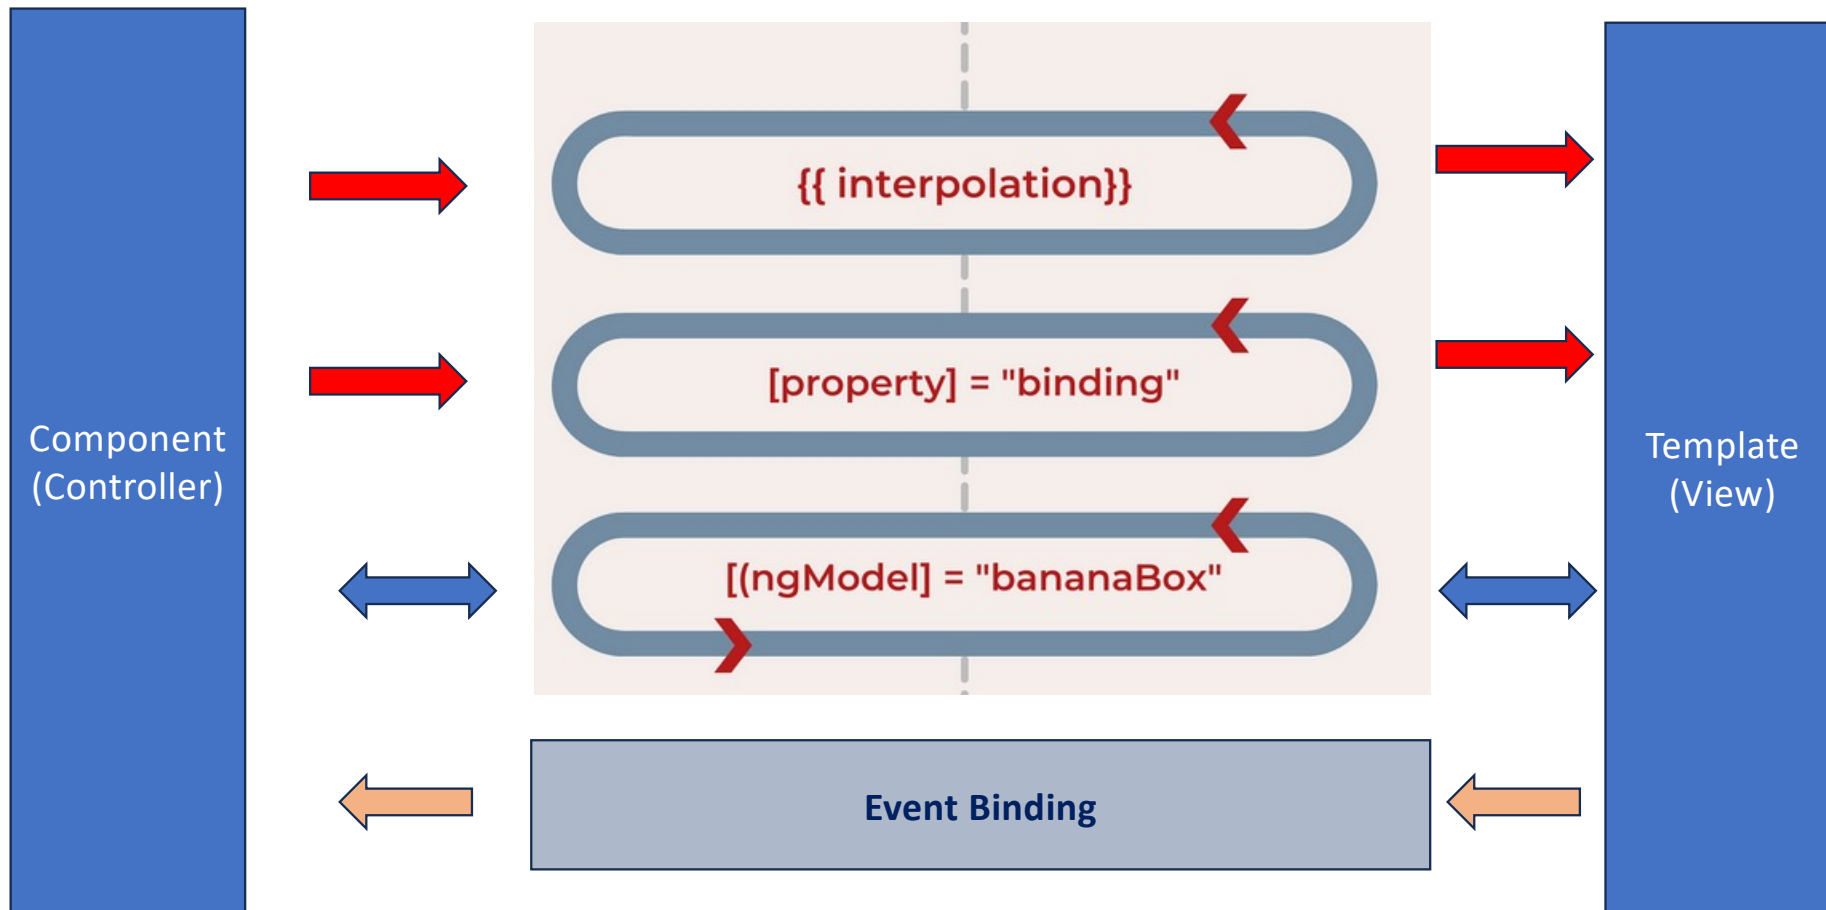 Component
(Controller)
{{ interpolation}}
[property] = "binding"
[(ngModel] = "bananaBox"
Event Binding
Template
(View)